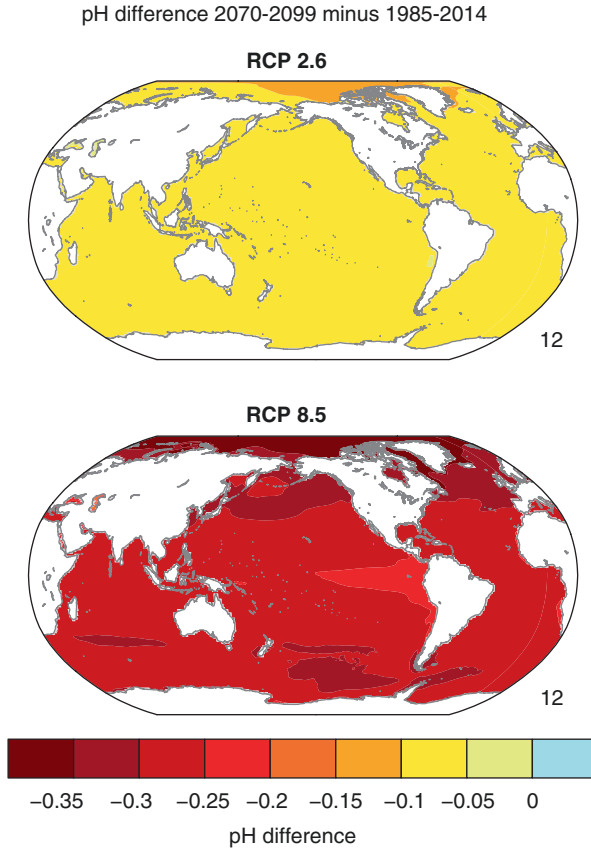 pH difference 2070-2099 minus 1985-2014
RCP 2.6
12
RCP 8.5
12
−0.35 −0.3 −0.25 −0.2 −0.15 −0.1 −0.05 0
pH difference